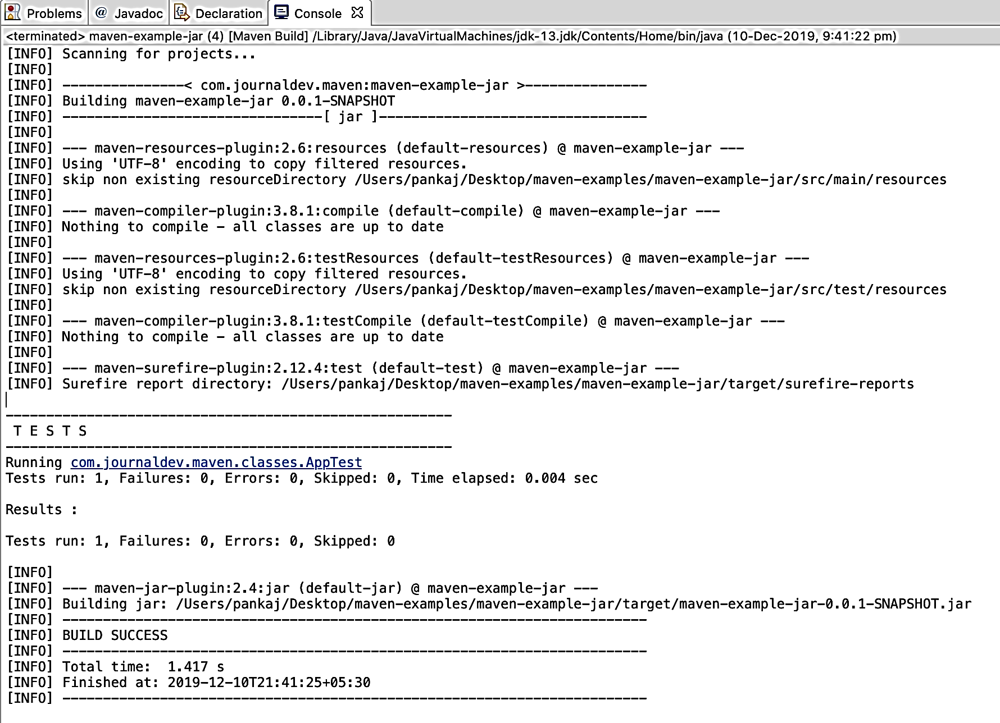 Problems @ Javadoc Declaration Console
<terminated> maven-example-jar (4) [Maven Build] /Library/Java/JavaVirtualMachines/jdk-13.jdk/Contents/Home/bin/java (10-Dec-2019, 9:41:22 pm)
[INFO] Scanning for projects...
[INFO]
[INFO] ---------------< com.journaldev.maven:maven-example-jar >---------------
[INFO] Building maven-example-jar 0.0.1-SNAPSHOT
[INFO] --------------------------------[ jar ]---------------------------------
[INFO]
[INFO] --- maven-resources-plugin:2.6:resources (default-resources) @ maven-example-jar ---
[INFO] Using 'UTF-8' encoding to copy filtered resources.
[INFO] skip non existing resourceDirectory /Users/pankaj/Desktop/maven-examples/maven-example-jar/src/main/resources
[INFO]
[INFO] --- maven-compiler-plugin:3.8.1:compile (default-compile) @ maven-example-jar ---
[INFO] Nothing to compile - all classes are up to date
[INFO]
[INFO] --- maven-resources-plugin:2.6:testResources (default-testResources) @ maven-example-jar ---
[INFO] Using 'UTF-8' encoding to copy filtered resources.
[INFO] skip non existing resourceDirectory /Users/pankaj/Desktop/maven-examples/maven-example-jar/src/test/resources
[INFO]
[INFO] --- maven-compiler-plugin:3.8.1:testCompile (default-testCompile) @ maven-example-jar ---
[INFO] Nothing to compile - all classes are up to date
[INFO]
[INFO] --- maven-surefire-plugin:2.12.4:test (default-test) @ maven-example-jar ---
[INFO] Surefire report directory: /Users/pankaj/Desktop/maven-examples/maven-example-jar/target/surefire-reports
-------------------------------------------------------
T E S T S
-------------------------------------------------------
Running com.journaldev.maven.classes.AppTest
Tests run: 1, Failures: 0, Errors: 0, Skipped: 0, Time elapsed: 0.004 sec
Results :
Tests run: 1, Failures: 0, Errors: 0, Skipped: 0
[INFO]
[INFO] --- maven-jar-plugin:2.4:jar (default-jar) @ maven-example-jar ---
[INFO] Building jar: /Users/pankaj/Desktop/maven-examples/maven-example-jar/target/maven-example-jar-0.0.1-SNAPSHOT.jar
[INFO] ------------------------------------------------------------------------
[INFO] BUILD SUCCESS
[INFO] ------------------------------------------------------------------------
[INFO] Total time:  1.417 s
[INFO] Finished at: 2019-12-10T21:41:25+05:30
[INFO] ------------------------------------------------------------------------